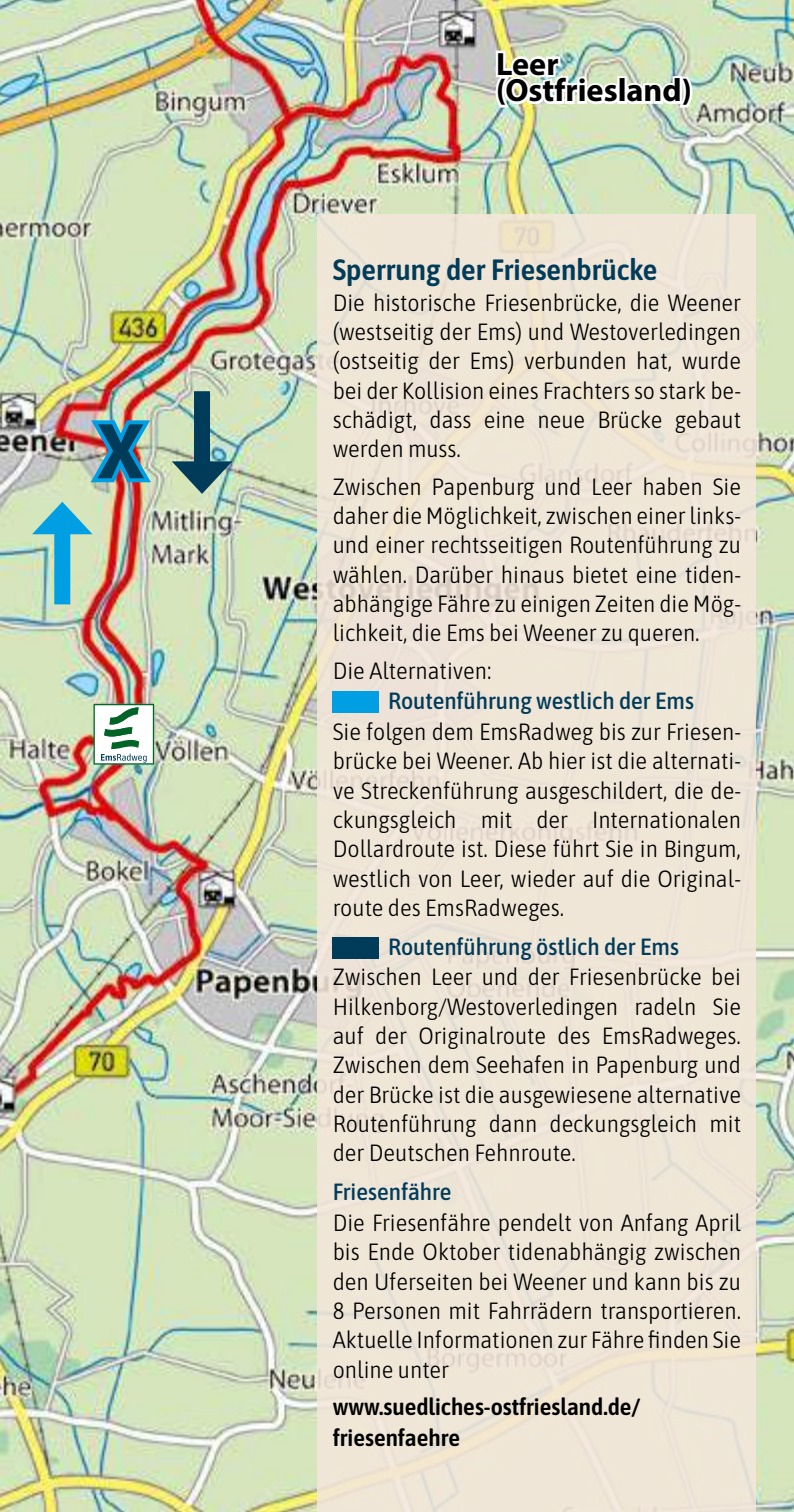 Leer
(Ostfriesland)
Neub
Bingum
Amdorf
Esklum
Driever
ermoor
70
436
Grotegas
eener
X
Mitling-
Mark
Collinghor
Wes
Halte
EmsRadweg
Völlen
Völlenerfehn
Hah
Bokel
Papenbu
70
Aschendo
Moor-Sied
Neulehe
he
Sperrung der Friesenbrücke
Die historische Friesenbrücke, die Weener
(westseitig der Ems) und Westoverledingen
(ostseitig der Ems) verbunden hat, wurde
bei der Kollision eines Frachters so stark be-
schädigt, dass eine neue Brücke gebaut
werden muss.
Zwischen Papenburg und Leer haben Sie
daher die Möglichkeit, zwischen einer links-
und einer rechtsseitigen Routenführung zu
wählen. Darüber hinaus bietet eine tiden-
abhängige Fähre zu einigen Zeiten die Mög-
lichkeit, die Ems bei Weener zu queren.
Die Alternativen:
Routenführung westlich der Ems
Sie folgen dem EmsRadweg bis zur Friesen-
brücke bei Weener. Ab hier ist die alternati-
ve Streckenführung ausgeschildert, die de-
ckungsgleich mit der Internationalen
Dollardroute ist. Diese führt Sie in Bingum,
westlich von Leer, wieder auf die Original-
route des EmsRadweges.
Routenführung östlich der Ems
Zwischen Leer und der Friesenbrücke bei
Hilkenborg/Westoverledingen radeln Sie
auf der Originalroute des EmsRadweges.
Zwischen dem Seehafen in Papenburg und
der Brücke ist die ausgewiesene alternative
Routenführung dann deckungsgleich mit
der Deutschen Fehnroute.
Friesenfähre
Die Friesenfähre pendelt von Anfang April
bis Ende Oktober tidenabhängig zwischen
den Uferseiten bei Weener und kann bis zu
8 Personen mit Fahrrädern transportieren.
Aktuelle Informationen zur Fähre finden Sie
online unter
www.suedliches-ostfriesland.de/
friesenfaehre